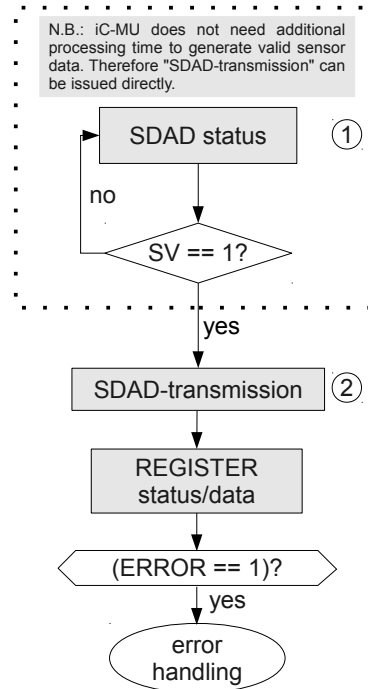 N.B.: iC-MU does not need additional
processing time to generate valid sensor
data. Therefore "SDAD-transmission" can
be issued directly.
SDAD status
1
no
SV == 1?
yes
SDAD-transmission
2
REGISTER
status/data
(ERROR == 1)?
yes
error
handling